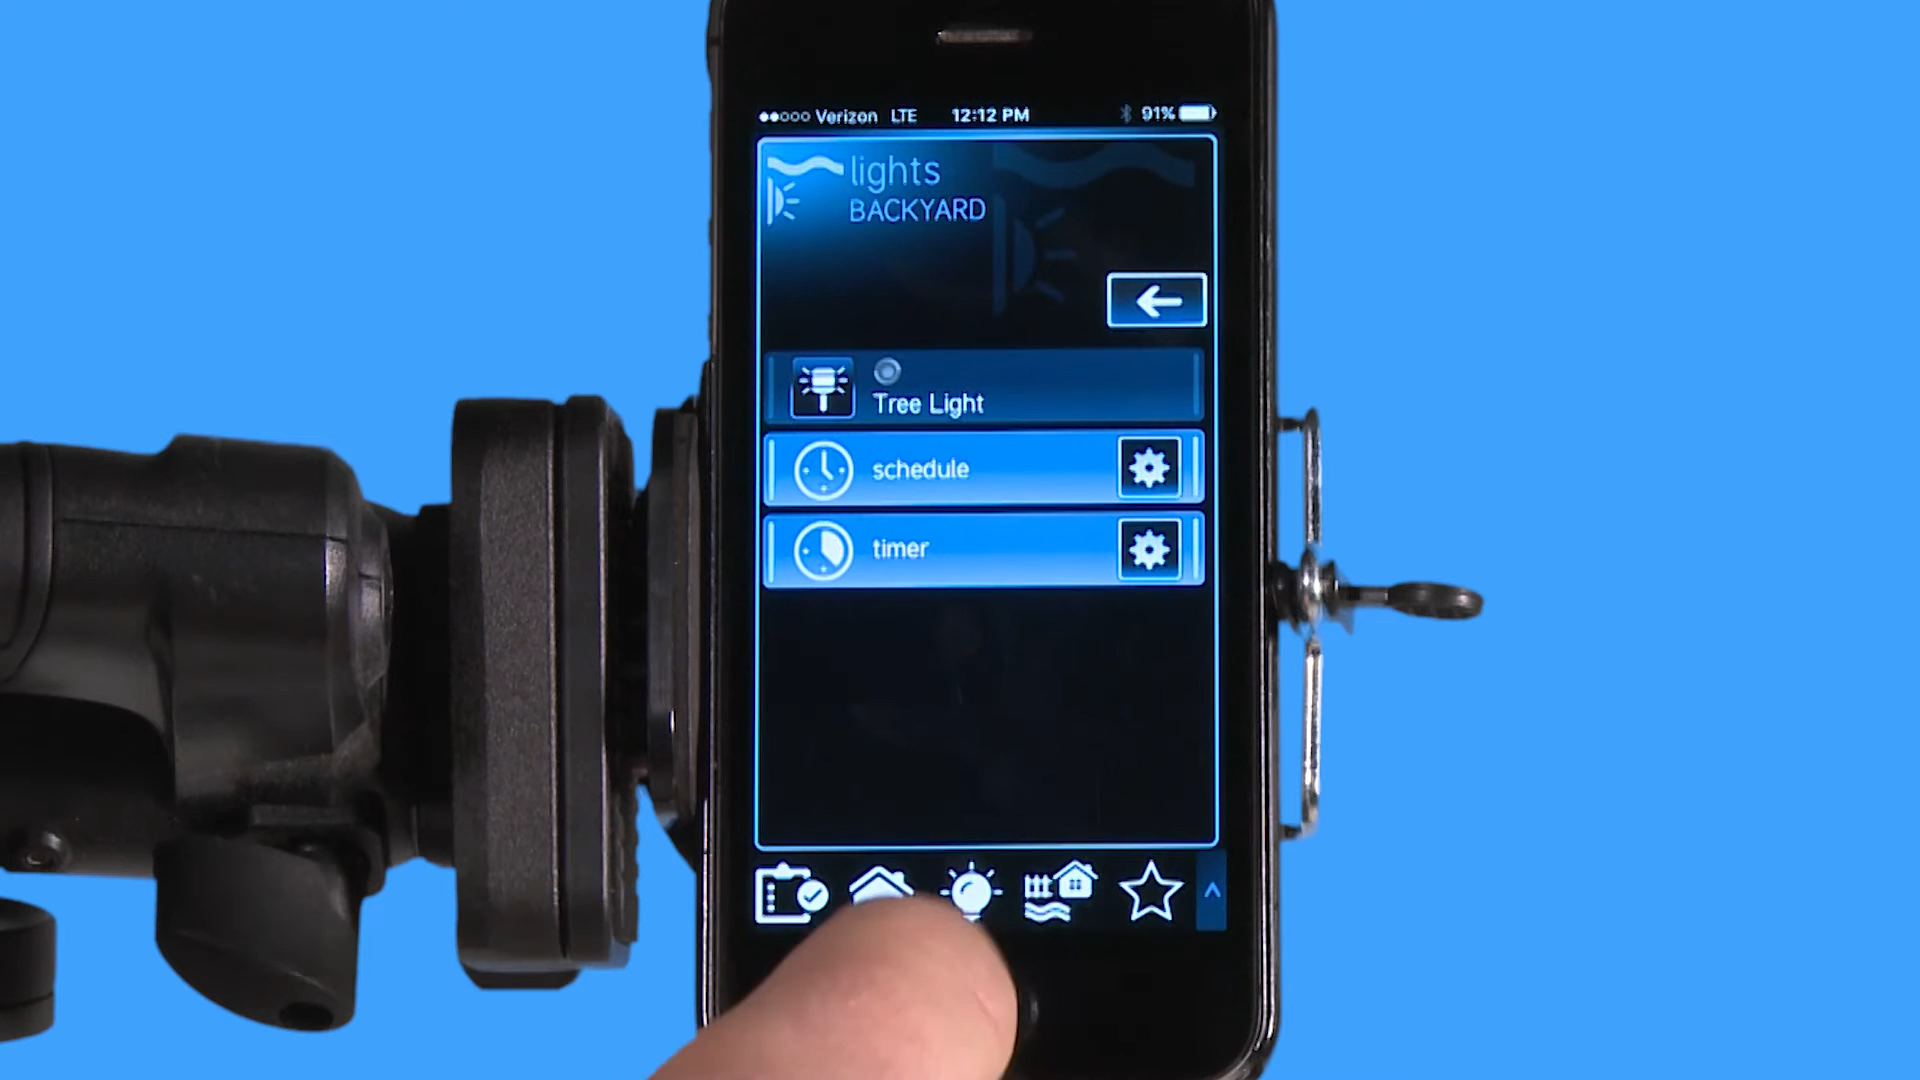 Verizon LTE 12:12 PM 91%
lights
BACKYARD
Tree Light
schedule
timer